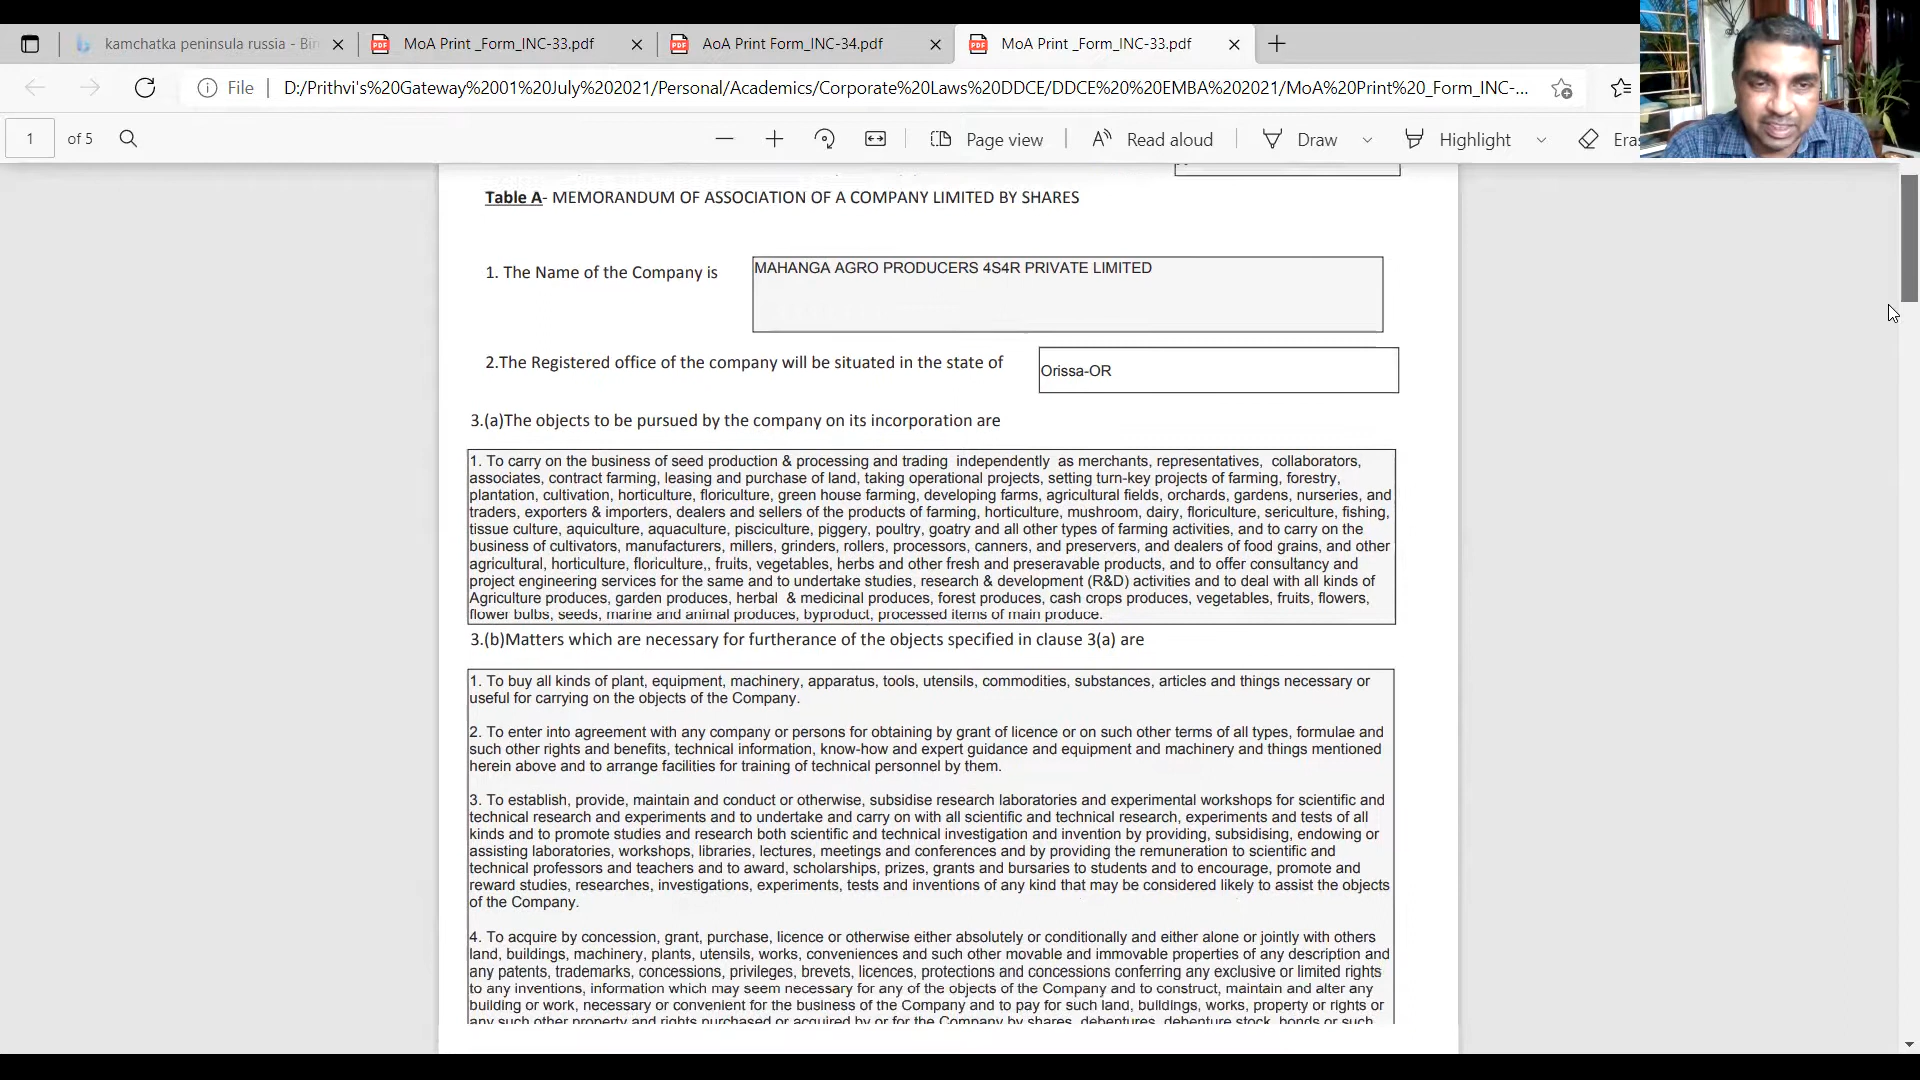 kamchatka peninsula russia - Bin
MoA Print _Form_INC-33.pdf
AoA Print Form_INC-34.pdf
MoA Print _Form_INC-33.pdf
File
D:/Prithvi's%20Gateway%2001%20July%202021/Personal/Academics/Corporate%20Laws%20DDCE/DDCE%20%20EMBA%202021/MoA%20Print%20_Form_INC-...
1 of 5
Page view
Read aloud
Draw
Highlight
Eras
Table A- MEMORANDUM OF ASSOCIATION OF A COMPANY LIMITED BY SHARES
1. The Name of the Company is
MAHANGA AGRO PRODUCERS 4S4R PRIVATE LIMITED
2.The Registered office of the company will be situated in the state of
Orissa-OR
3.(a)The objects to be pursued by the company on its incorporation are
1. To carry on the business of seed production & processing and trading independently as merchants, representatives, collaborators,
associates, contract farming, leasing and purchase of land, taking operational projects, setting turn-key projects of farming, forestry,
plantation, cultivation, horticulture, floriculture, green house farming, developing farms, agricultural fields, orchards, gardens, nurseries, and
traders, exporters & importers, dealers and sellers of the products of farming, horticulture, mushroom, dairy, floriculture, sericulture, fishing,
tissue culture, aquiculture, aquaculture, pisciculture, piggery, poultry, goatry and all other types of farming activities, and to carry on the
business of cultivators, manufacturers, millers, grinders, rollers, processors, canners, and preservers, and dealers of food grains, and other
agricultural, horticulture, floriculture,, fruits, vegetables, herbs and other fresh and preseravable products, and to offer consultancy and
project engineering services for the same and to undertake studies, research & development (R&D) activities and to deal with all kinds of
Agriculture produces, garden produces, herbal & medicinal produces, forest produces, cash crops produces, vegetables, fruits, flowers,
flower bulbs, seeds, marine and animal produces, byproduct, processed items of main produce.
3.(b)Matters which are necessary for furtherance of the objects specified in clause 3(a) are
1. To buy all kinds of plant, equipment, machinery, apparatus, tools, utensils, commodities, substances, articles and things necessary or
useful for carrying on the objects of the Company.
2. To enter into agreement with any company or persons for obtaining by grant of licence or on such other terms of all types, formulae and
such other rights and benefits, technical information, know-how and expert guidance and equipment and machinery and things mentioned
herein above and to arrange facilities for training of technical personnel by them.
3. To establish, provide, maintain and conduct or otherwise, subsidise research laboratories and experimental workshops for scientific and
technical research and experiments and to undertake and carry on with all scientific and technical research, experiments and tests of all
kinds and to promote studies and research both scientific and technical investigation and invention by providing, subsidising, endowing or
assisting laboratories, workshops, libraries, lectures, meetings and conferences and by providing the remuneration to scientific and
technical professors and teachers and to award, scholarships, prizes, grants and bursaries to students and to encourage, promote and
reward studies, researches, investigations, experiments, tests and inventions of any kind that may be considered likely to assist the objects
of the Company.
4. To acquire by concession, grant, purchase, licence or otherwise either absolutely or conditionally and either alone or jointly with others
land, buildings, machinery, plants, utensils, works, conveniences and such other movable and immovable properties of any description and
any patents, trademarks, concessions, privileges, brevets, licences, protections and concessions conferring any exclusive or limited rights
to any inventions, information which may seem necessary for any of the objects of the Company and to construct, maintain and alter any
building or work, necessary or convenient for the business of the Company and to pay for such land, buildings, works, property or rights or
any such other property and rights purchased or acquired by or for the Company by shares, debentures, debenture stock, bonds or such